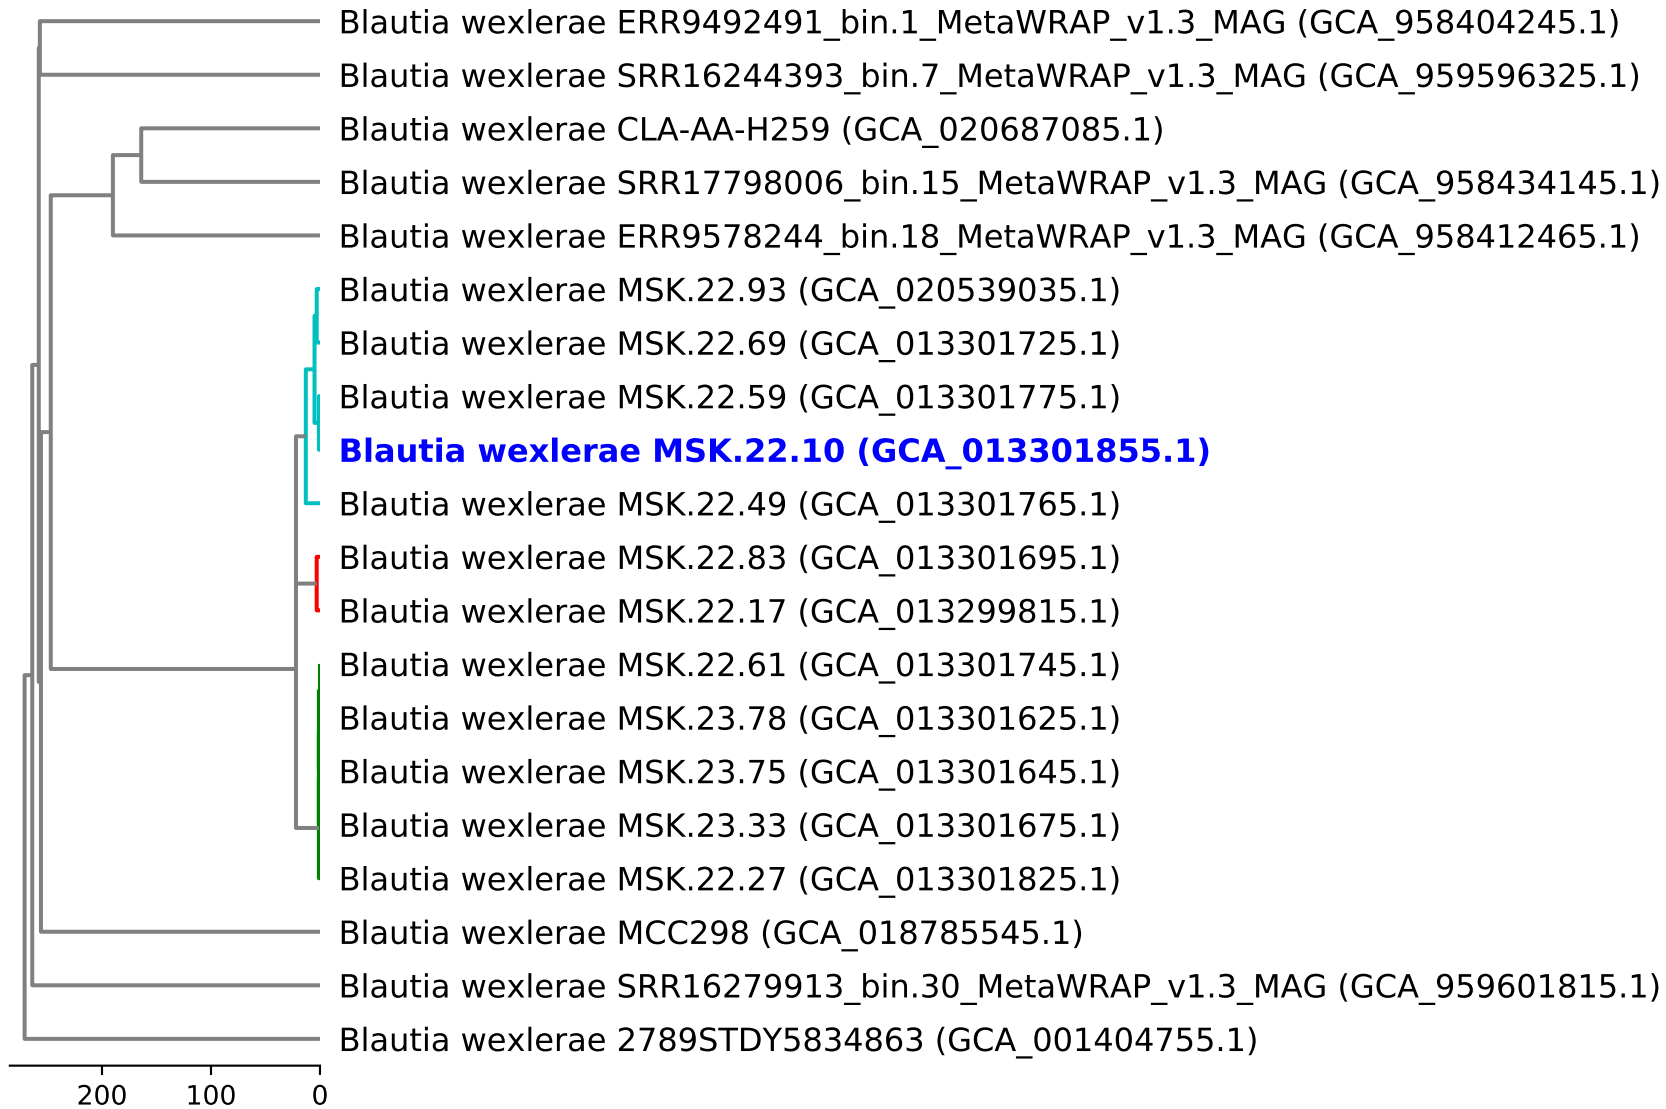 Blautia wexlerae ERR9492491_bin.1_MetaWRAP_v1.3_MAG (GCA_958404245.1)
Blautia wexlerae SRR16244393_bin.7_MetaWRAP_v1.3_MAG (GCA_959596325.1)
Blautia wexlerae CLA-AA-H259 (GCA_020687085.1)
Blautia wexlerae SRR17798006_bin.15_MetaWRAP_v1.3_MAG (GCA_958434145.1)
Blautia wexlerae ERR9578244_bin.18_MetaWRAP_v1.3_MAG (GCA_958412465.1)
Blautia wexlerae MSK.22.93 (GCA_020539035.1)
Blautia wexlerae MSK.22.69 (GCA_013301725.1)
Blautia wexlerae MSK.22.59 (GCA_013301775.1)
Blautia wexlerae MSK.22.10 (GCA_013301855.1)
Blautia wexlerae MSK.22.49 (GCA_013301765.1)
Blautia wexlerae MSK.22.83 (GCA_013301695.1)
Blautia wexlerae MSK.22.17 (GCA_013299815.1)
Blautia wexlerae MSK.22.61 (GCA_013301745.1)
Blautia wexlerae MSK.23.78 (GCA_013301625.1)
Blautia wexlerae MSK.23.75 (GCA_013301645.1)
Blautia wexlerae MSK.23.33 (GCA_013301675.1)
Blautia wexlerae MSK.22.27 (GCA_013301825.1)
Blautia wexlerae MCC298 (GCA_018785545.1)
Blautia wexlerae SRR16279913_bin.30_MetaWRAP_v1.3_MAG (GCA_959601815.1)
Blautia wexlerae 2789STDY5834863 (GCA_001404755.1)
200 100 0